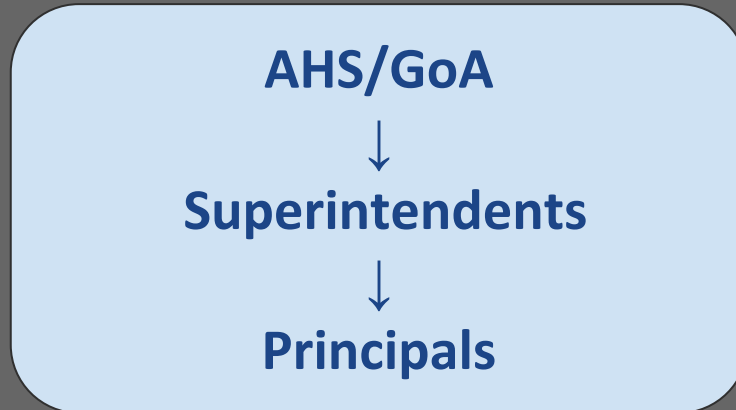 AHS/GoA
↓
Superintendents
↓
Principals